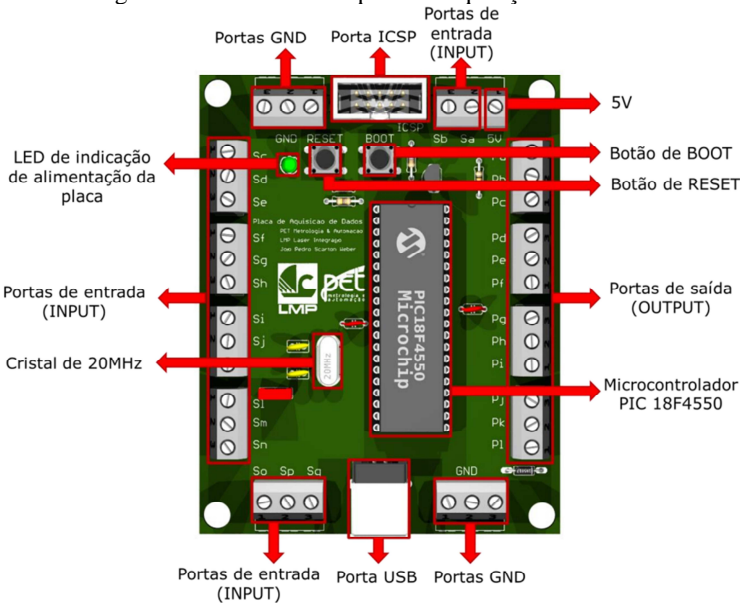 Portas GND
Porta ICSP
Portas de
entrada
(INPUT)
5V
ICSP
GND
RESET
BOOT
Sb
Sa
5V
LED de indicação
de alimentação da
placa
Botão de BOOT
Botão de RESET
Sc
Sd
Se
Pb
Pc
Placa de Aquisicao de Dados
PET Metrologia & Automacao
LMP Laser Integrago
Joao Pedro Scarton Weber
Sf
Sg
Sh
Pd
Pe
Pf
LMP
PET
metrologia e
automação
PIC18F4550
Microchip
Portas de entrada
(INPUT)
Portas de saída
(OUTPUT)
Si
Sj
Pg
Ph
Pi
Cristal de 20MHz
20MHz
Microcontrolador
PIC 18F4550
Sl
Sm
Sn
Pj
Pk
Pl
So
Sp
Sq
GND
Portas de entrada
(INPUT)
Porta USB
Portas GND